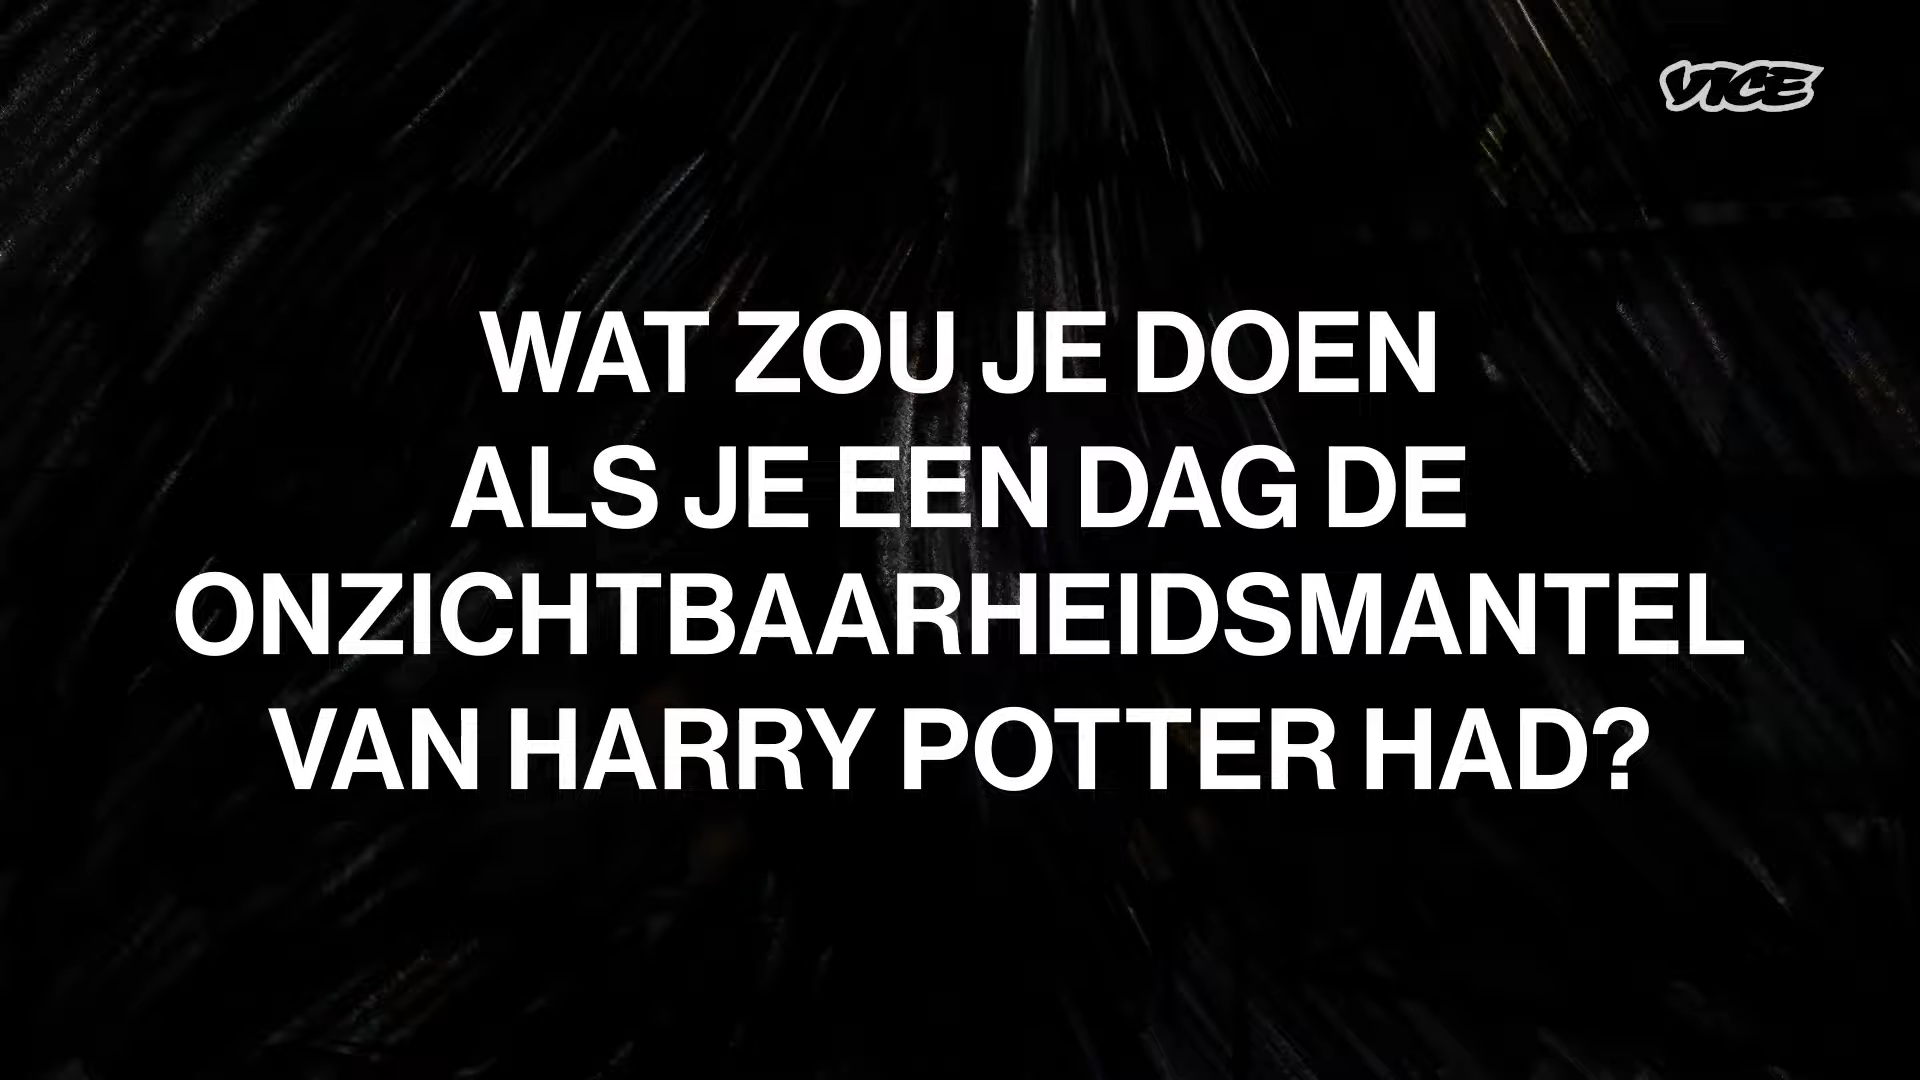 VICE
WAT ZOU JE DOEN
ALS JE EEN DAG DE
ONZICHTBAARHEIDSMANTEL
VAN HARRY POTTER HAD?